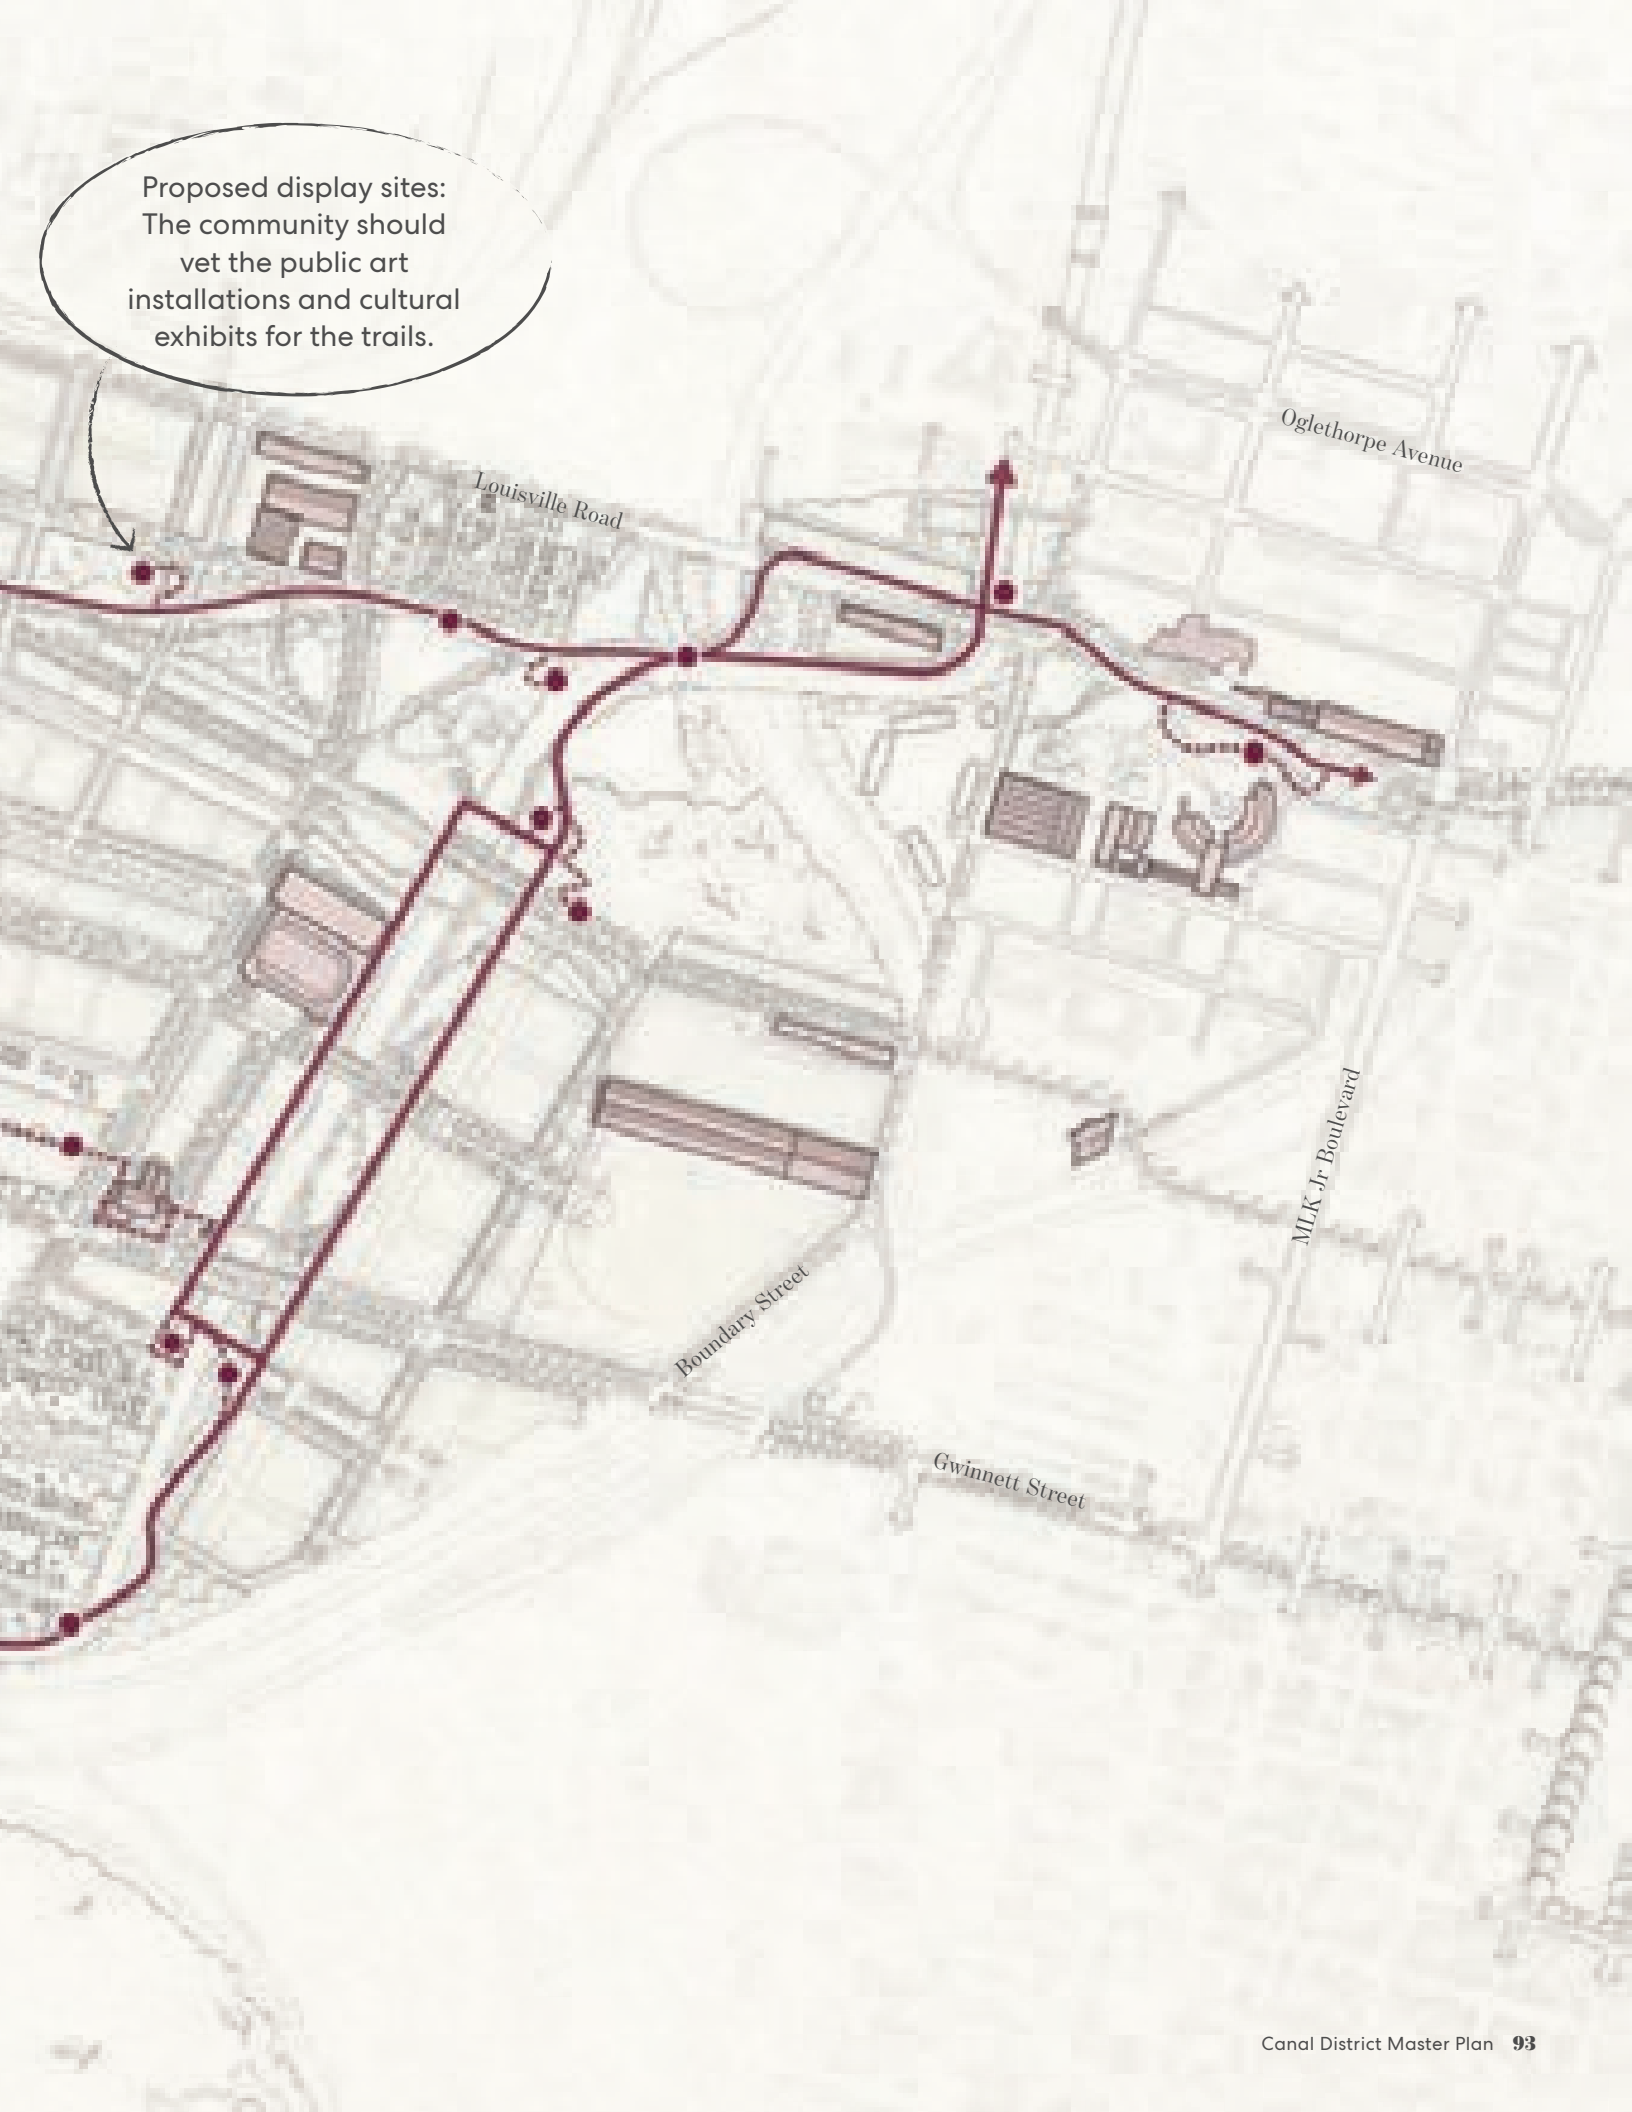 Proposed display sites:
The community should
vet the public art
installations and cultural
exhibits for the trails.
Oglethorpe Avenue
Louisville Road
MLK Jr Boulevard
Boundary Street
Gwinnett Street
Canal District Master Plan 93